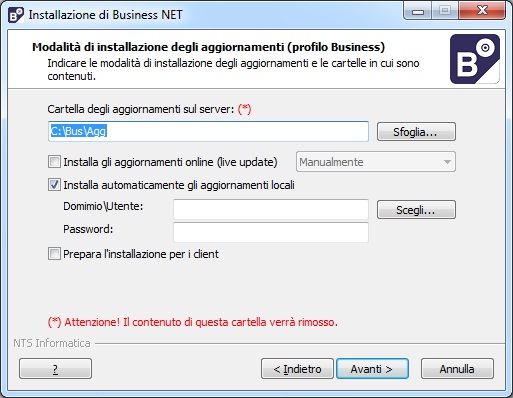 Installazione di Business NET
Modalità di installazione degli aggiornamenti (profilo Business)
Indicare le modalità di installazione degli aggiornamenti e le cartelle in cui sono
contenuti.
B
Cartella degli aggiornamenti sul server: (*)
C:\Bus\Agg
Sfoglia...
Installa gli aggiornamenti online (live update)
Manualmente
Installa automaticamente gli aggiornamenti locali
Domimio\Utente:
Scegli...
Password:
Prepara l'installazione per i client
(*) Attenzione! Il contenuto di questa cartella verrà rimosso.
NTS Informatica
?
< Indietro
Avanti >
Annulla